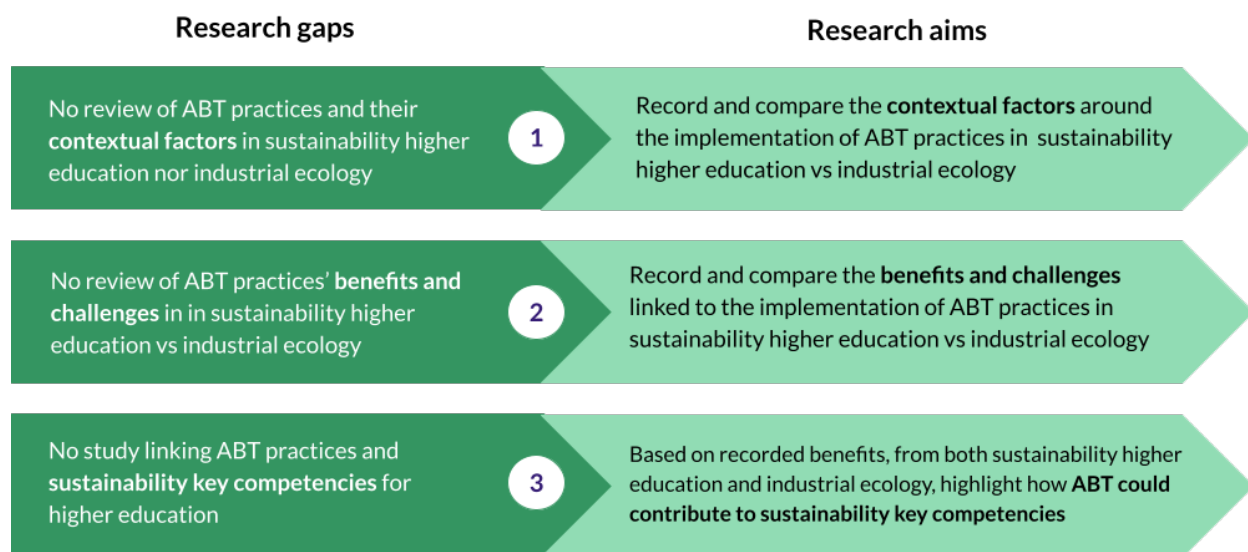 Research gaps
Research aims
No review of ABT practices and their
contextual factors in sustainability higher
education nor industrial ecology
1
Record and compare the contextual factors around
the implementation of ABT practices in sustainability
higher education vs industrial ecology
No review of ABT practices’ benefits and
challenges in in sustainability higher
education vs industrial ecology
2
Record and compare the benefits and challenges
linked to the implementation of ABT practices in
sustainability higher education vs industrial ecology
No study linking ABT practices and
sustainability key competencies for
higher education
3
Based on recorded benefits, from both sustainability higher
education and industrial ecology, highlight how ABT could
contribute to sustainability key competencies